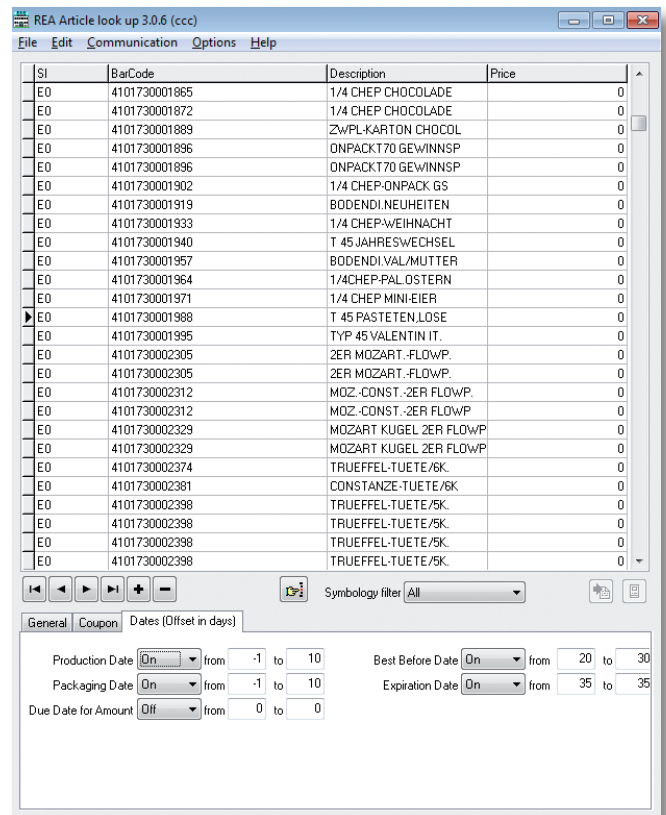 REA Article look up 3.0.6 (ccc)
File Edit Communication Options Help
SI BarCode Description Price
E0 4101730001865 1/4 CHEP CHOCOLADE 0
E0 4101730001872 1/4 CHEP CHOCOLADE 0
E0 4101730001889 ZWPL-KARTON CHOCOL 0
E0 4101730001896 ONPACKT70 GEWINNSP 0
E0 4101730001896 ONPACKT70 GEWINNSP 0
E0 4101730001902 1/4 CHEP-ONPACK GS 0
E0 4101730001919 BODENDI.NEUHEITEN 0
E0 4101730001933 1/4 CHEP-WEIHNACHT 0
E0 4101730001940 T 45 JAHRESWECHSEL 0
E0 4101730001957 BODENDI.VAL/MUTTER 0
E0 4101730001964 1/4CHEP-PAL.OSTERN 0
E0 4101730001971 1/4 CHEP MINI-EIER 0
E0 4101730001988 T 45 PASTETEN,LOSE 0
E0 4101730001995 TYP 45 VALENTIN IT. 0
E0 4101730002305 2ER MOZART.-FLOWP. 0
E0 4101730002305 2ER MOZART.-FLOWP. 0
E0 4101730002312 MOZ.-CONST.-2ER FLOWP. 0
E0 4101730002312 MOZ.-CONST.-2ER FLOWP 0
E0 4101730002329 MOZART KUGEL 2ER FLOWP 0
E0 4101730002329 MOZART KUGEL 2ER FLOWP 0
E0 4101730002374 TRUEFFEL-TUETE/6K. 0
E0 4101730002381 CONSTANZE-TUETE/6K 0
E0 4101730002398 TRUEFFEL-TUETE/5K. 0
E0 4101730002398 TRUEFFEL-TUETE/5K. 0
E0 4101730002398 TRUEFFEL-TUETE/5K. 0
E0 4101730002398 TRUEFFEL-TUETE/5K. 0
Symbology filter All
General Coupon Dates (Offset in days)
Production Date On from -1 to 10 Best Before Date On from 20 to 30
Packaging Date On from -1 to 10 Expiration Date On from 35 to 35
Due Date for Amount Off from 0 to 0